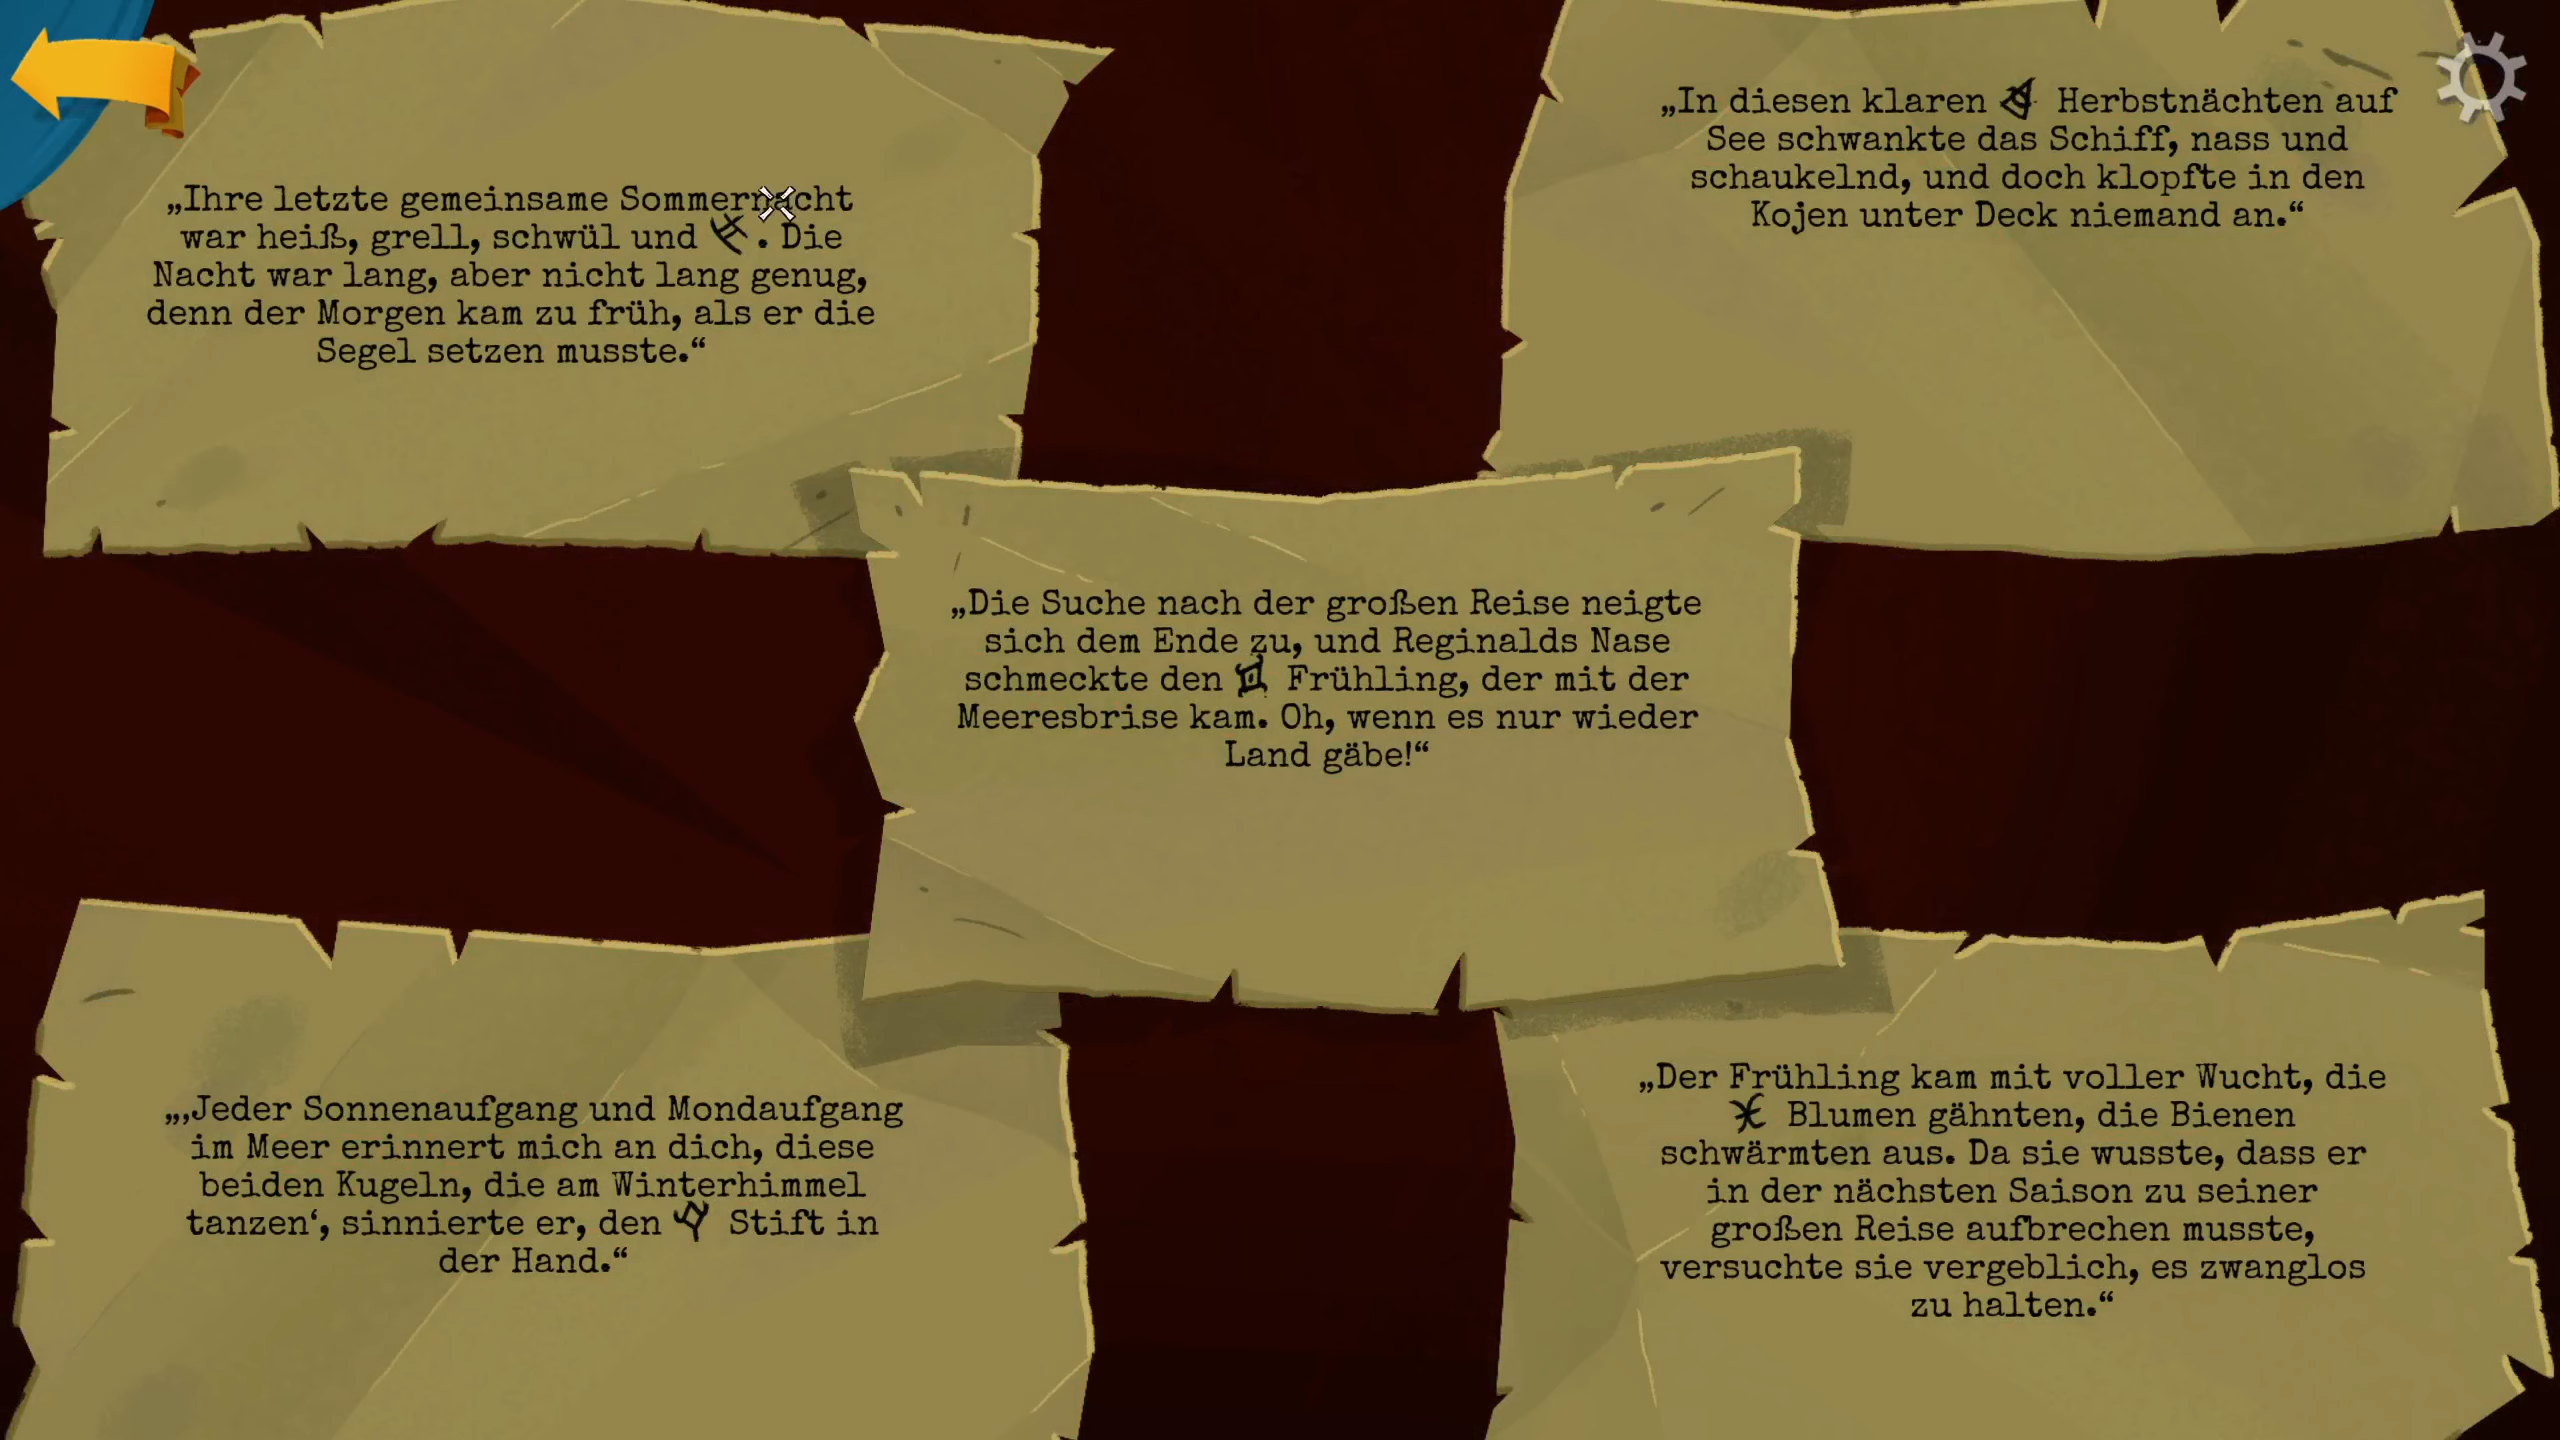 „Ihre letzte gemeinsame Sommernacht
war heiß, grell, schwül und . Die
Nacht war lang, aber nicht lang genug,
denn der Morgen kam zu früh, als er die
Segel setzen musste.“
„In diesen klaren Herbstnächten auf
See schwankte das Schiff, nass und
schaukelnd, und doch klopfte in den
Kojen unter Deck niemand an.“
„Die Suche nach der großen Reise neigte
sich dem Ende zu, und Reginalds Nase
schmeckte den Frühling, der mit der
Meeresbrise kam. Oh, wenn es nur wieder
Land gäbe!“
„‚Jeder Sonnenaufgang und Mondaufgang
im Meer erinnert mich an dich, diese
beiden Kugeln, die am Winterhimmel
tanzen‘, sinnierte er, den Stift in
der Hand.“
„Der Frühling kam mit voller Wucht, die
Blumen gähnten, die Bienen
schwärmten aus. Da sie wusste, dass er
in der nächsten Saison zu seiner
großen Reise aufbrechen musste,
versuchte sie vergeblich, es zwanglos
zu halten.“